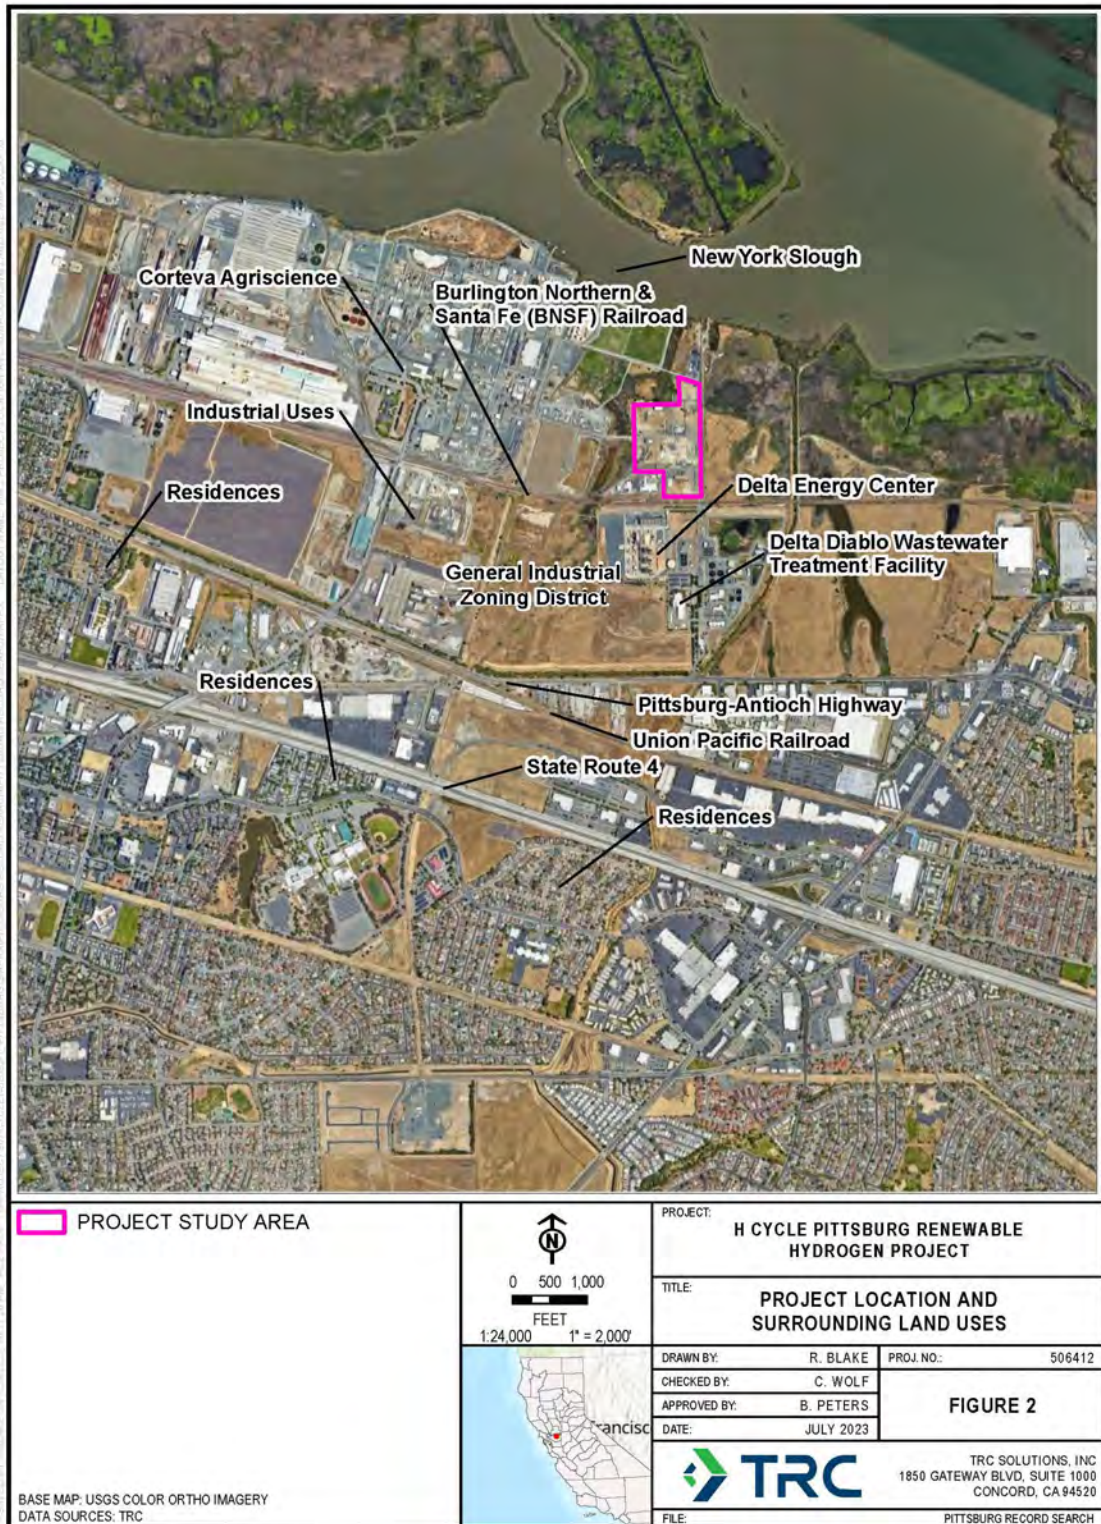 New York Slough
Corteva Agriscience
Burlington Northern &
Santa Fe (BNSF) Railroad
Industrial Uses
Residences
Delta Energy Center
Delta Diablo Wastewater
Treatment Facility
General Industrial
Zoning District
Residences
Pittsburg-Antioch Highway
Union Pacific Railroad
State Route 4
Residences
PROJECT STUDY AREA
BASE MAP: USGS COLOR ORTHO IMAGERY
DATA SOURCES: TRC
N
0 500 1,000
FEET
1:24,000 1" = 2,000'
Francisc
PROJECT:
H CYCLE PITTSBURG RENEWABLE
HYDROGEN PROJECT
TITLE:
PROJECT LOCATION AND
SURROUNDING LAND USES
DRAWN BY: R. BLAKE
PROJ. NO.: 506412
CHECKED BY: C. WOLF
APPROVED BY: B. PETERS
DATE: JULY 2023
FIGURE 2
TRC
TRC SOLUTIONS, INC
1850 GATEWAY BLVD, SUITE 1000
CONCORD, CA 94520
FILE: PITTSBURG RECORD SEARCH